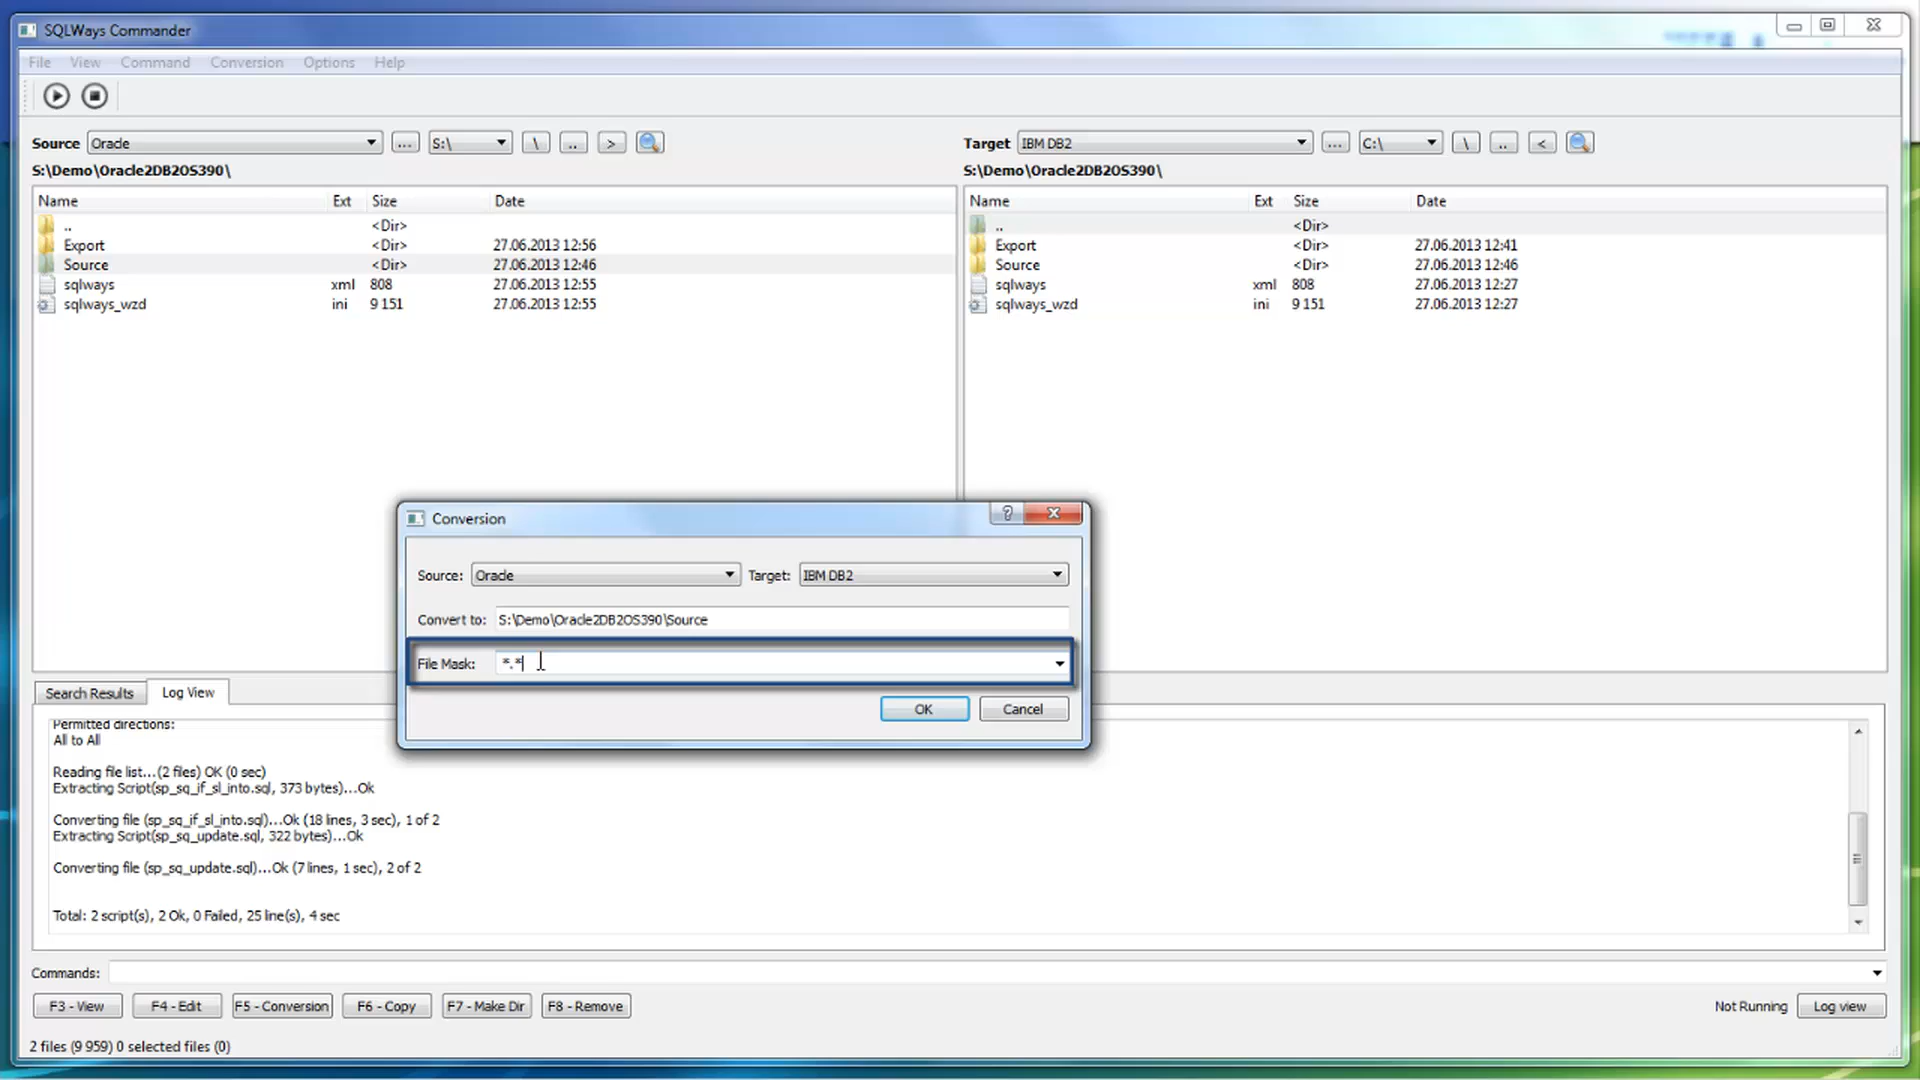 SQLWays Commander
File View Command Conversion Options Help
Source Oracle ... S:\ \ .. >
Target IBM DB2 ... C:\ \ .. <
S:\Demo\Oracle2DB2OS390\
S:\Demo\Oracle2DB2OS390\
Name Ext Size Date
.. <Dir>
Export <Dir> 27.06.2013 12:56
Source <Dir> 27.06.2013 12:46
sqlways xml 808 27.06.2013 12:55
sqlways_wzd ini 9 151 27.06.2013 12:55
Name Ext Size Date
.. <Dir>
Export <Dir> 27.06.2013 12:41
Source <Dir> 27.06.2013 12:46
sqlways xml 808 27.06.2013 12:27
sqlways_wzd ini 9 151 27.06.2013 12:27
Conversion
?
Source: Oracle Target: IBM DB2
Convert to: S:\Demo\Oracle2DB2OS390\Source
File Mask: *.*
OK Cancel
Search Results Log View
Permitted directions:
All to All
Reading file list...(2 files) OK (0 sec)
Extracting Script(sp_sq_if_sl_into.sql, 373 bytes)...Ok
Converting file (sp_sq_if_sl_into.sql)...Ok (18 lines, 3 sec), 1 of 2
Extracting Script(sp_sq_update.sql, 322 bytes)...Ok
Converting file (sp_sq_update.sql)...Ok (7 lines, 1 sec), 2 of 2
Total: 2 script(s), 2 Ok, 0 Failed, 25 line(s), 4 sec
Commands:
F3 - View F4 - Edit F5 - Conversion F6 - Copy F7 - Make Dir F8 - Remove Not Running Log view
2 files (9 959) 0 selected files (0)